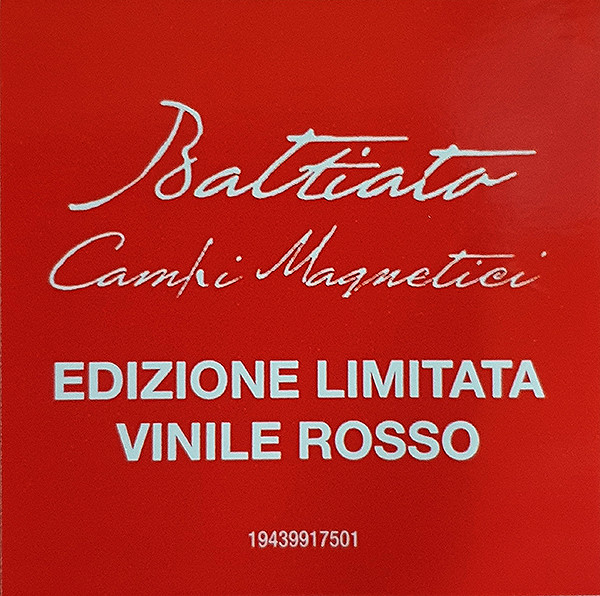 Battiato
Campi Magnetici
EDIZIONE LIMITATA
VINILE ROSSO
19439917501